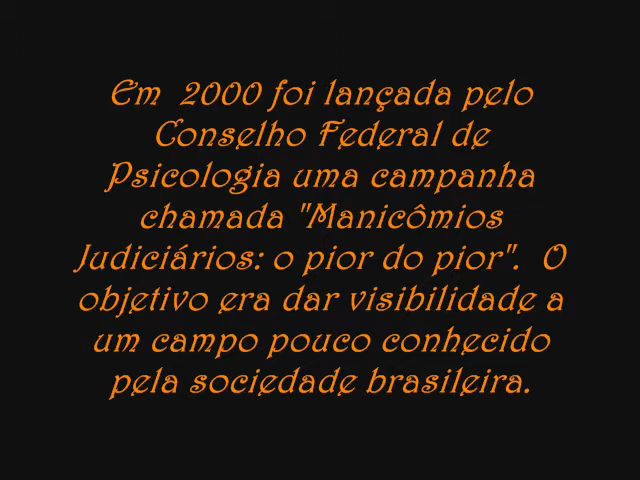 Em 2000 foi lançada pelo
Conselho Federal de
Psicologia uma campanha
chamada "Manicômios
Judiciários: o pior do pior". O
objetivo era dar visibilidade a
um campo pouco conhecido
pela sociedade brasileira.